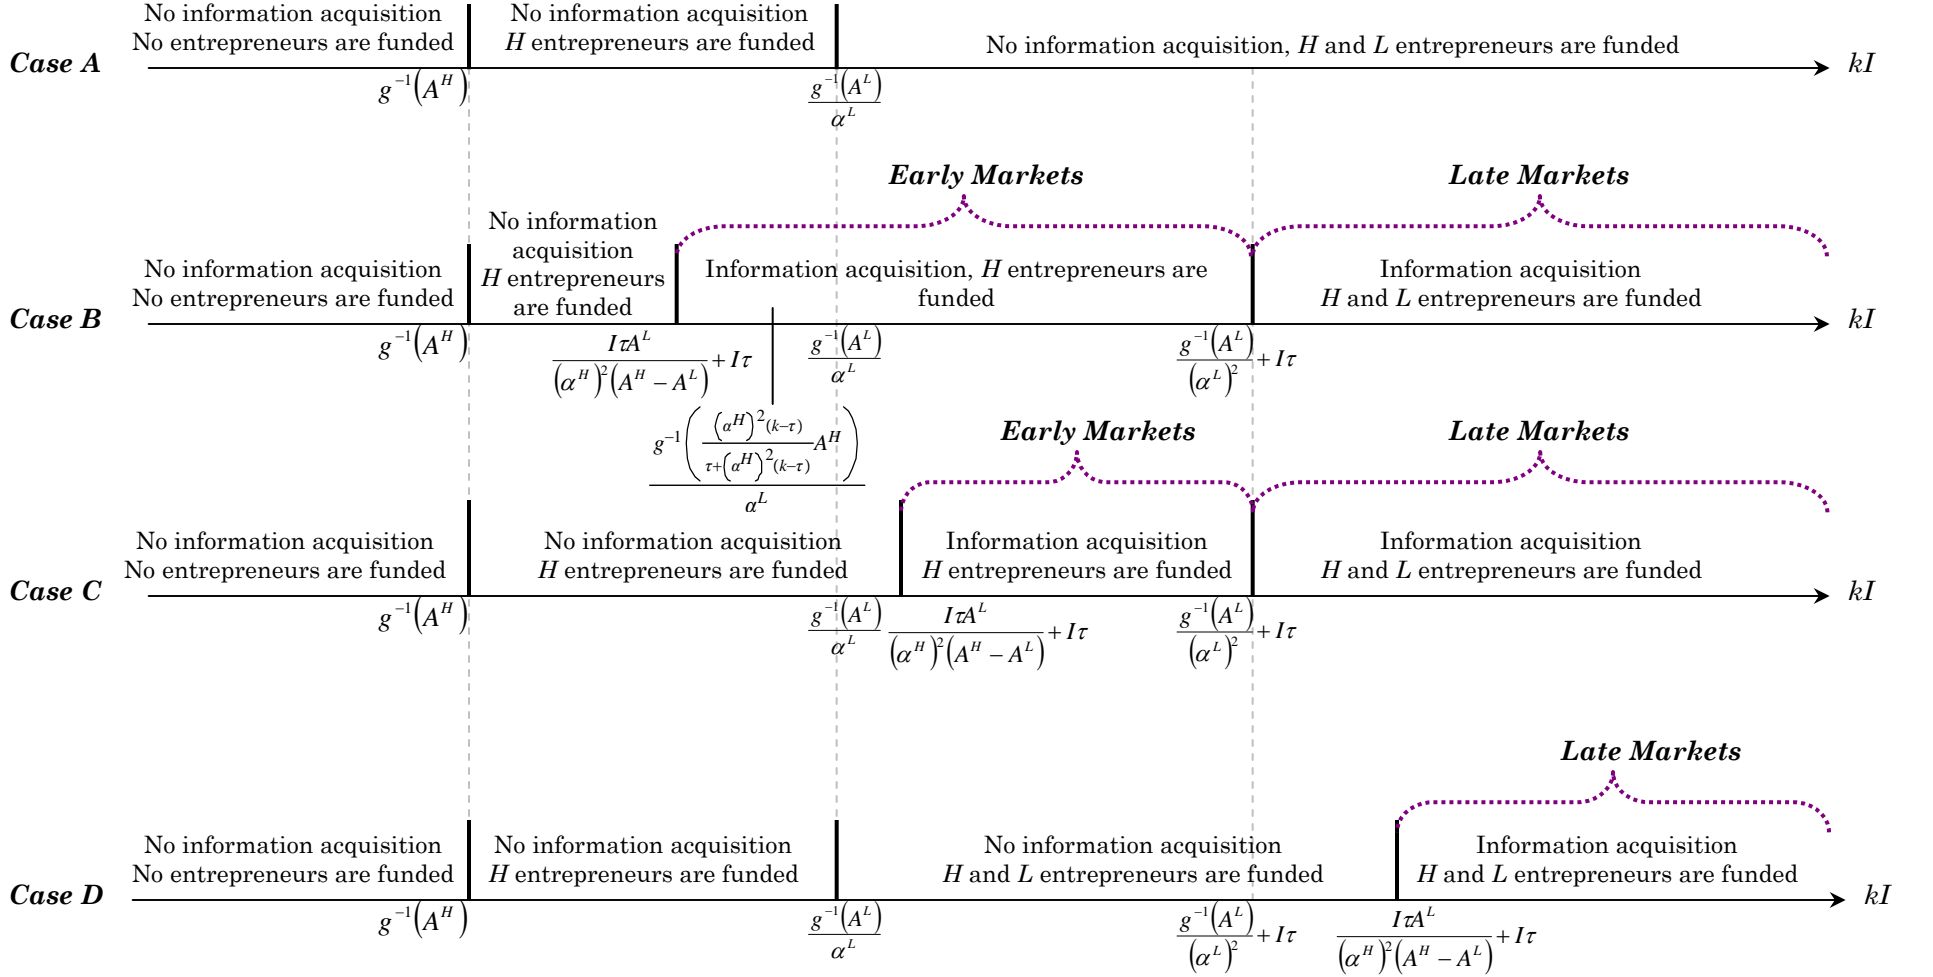 No information acquisition
No entrepreneurs are funded
No information acquisition
H entrepreneurs are funded
No information acquisition, H and L entrepreneurs are funded
Case A
kI
g⁻¹(A^H)
g⁻¹(A^L)
α^L
Early Markets
Late Markets
No information acquisition
No entrepreneurs are funded
No information
acquisition
H entrepreneurs
are funded
Information acquisition, H entrepreneurs are
funded
Information acquisition
H and L entrepreneurs are funded
Case B
kI
g⁻¹(A^H)
IτA^L
(α^H)²(A^H − A^L)
+ Iτ
g⁻¹(A^L)
α^L
g⁻¹(A^L)
(α^L)²
+ Iτ
g⁻¹( (α^H)²(k−τ) / τ+(α^H)²(k−τ) A^H )
α^L
Early Markets
Late Markets
No information acquisition
No entrepreneurs are funded
No information acquisition
H entrepreneurs are funded
Information acquisition
H entrepreneurs are funded
Information acquisition
H and L entrepreneurs are funded
Case C
kI
g⁻¹(A^H)
g⁻¹(A^L)
α^L
IτA^L
(α^H)²(A^H − A^L)
+ Iτ
g⁻¹(A^L)
(α^L)²
+ Iτ
Late Markets
No information acquisition
No entrepreneurs are funded
No information acquisition
H entrepreneurs are funded
No information acquisition
H and L entrepreneurs are funded
Information acquisition
H and L entrepreneurs are funded
Case D
kI
g⁻¹(A^H)
g⁻¹(A^L)
α^L
g⁻¹(A^L)
(α^L)²
+ Iτ
IτA^L
(α^H)²(A^H − A^L)
+ Iτ